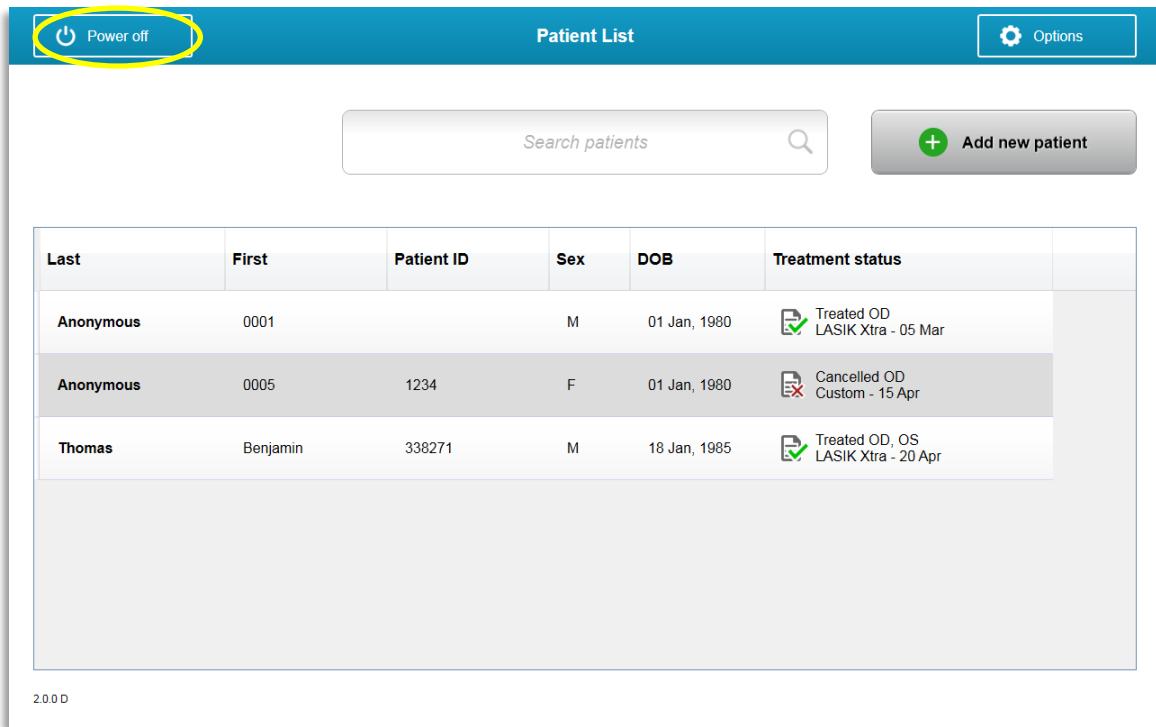 Power off
Patient List
Options
Search patients
Add new patient
Last First Patient ID Sex DOB Treatment status
Anonymous 0001 M 01 Jan, 1980 Treated OD
LASIK Xtra - 05 Mar
Anonymous 0005 1234 F 01 Jan, 1980 Cancelled OD
Custom - 15 Apr
Thomas Benjamin 338271 M 18 Jan, 1985 Treated OD, OS
LASIK Xtra - 20 Apr
2.0.0 D